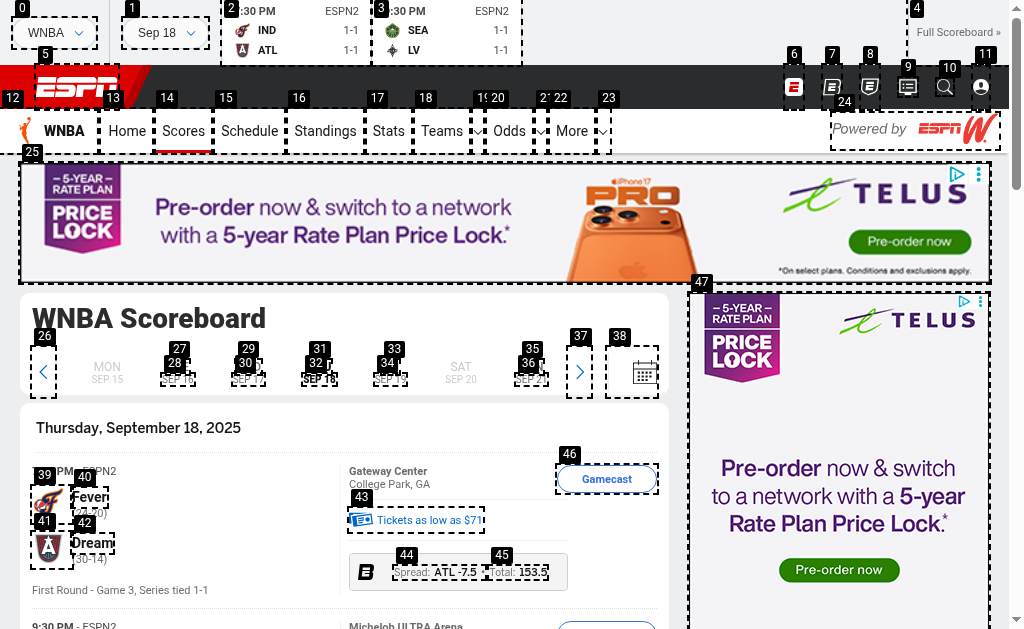 WNBA
Sep 18
:30 PM ESPN2
IND 1-1
ATL 1-1
:30 PM ESPN2
SEA 1-1
LV 1-1
Full Scoreboard »
0
1
2
3
4
5
6
7
8
9
10
11
ESPN
12
13
14
15
16
17
18
19
20
21
22
23
24
WNBA
Home
Scores
Schedule
Standings
Stats
Teams
Odds
More
Powered by ESPN W
25
5-YEAR
RATE PLAN
PRICE
LOCK
Pre-order now & switch to a network
with a 5-year Rate Plan Price Lock.*
iPhone 17
PRO
TELUS
Pre-order now
*On select plans. Conditions and exclusions apply.
WNBA Scoreboard
26
27
28
29
30
31
32
33
34
35
36
37
38
MON
SEP 15
SEP 16
SEP 17
SEP 18
SEP 19
SAT
SEP 20
SEP 21
Thursday, September 18, 2025
PM - ESPN2
39
40
Fever
41
42
Dream
(30-14)
First Round - Game 3, Series tied 1-1
Gateway Center
College Park, GA
43
Tickets as low as $71
44
45
Spread: ATL -7.5 • Total: 153.5
46
Gamecast
9:30 PM - ESPN2
Michelob ULTRA Arena
47
5-YEAR
RATE PLAN
PRICE
LOCK
TELUS
Pre-order now & switch
to a network with a 5-year
Rate Plan Price Lock.*
Pre-order now